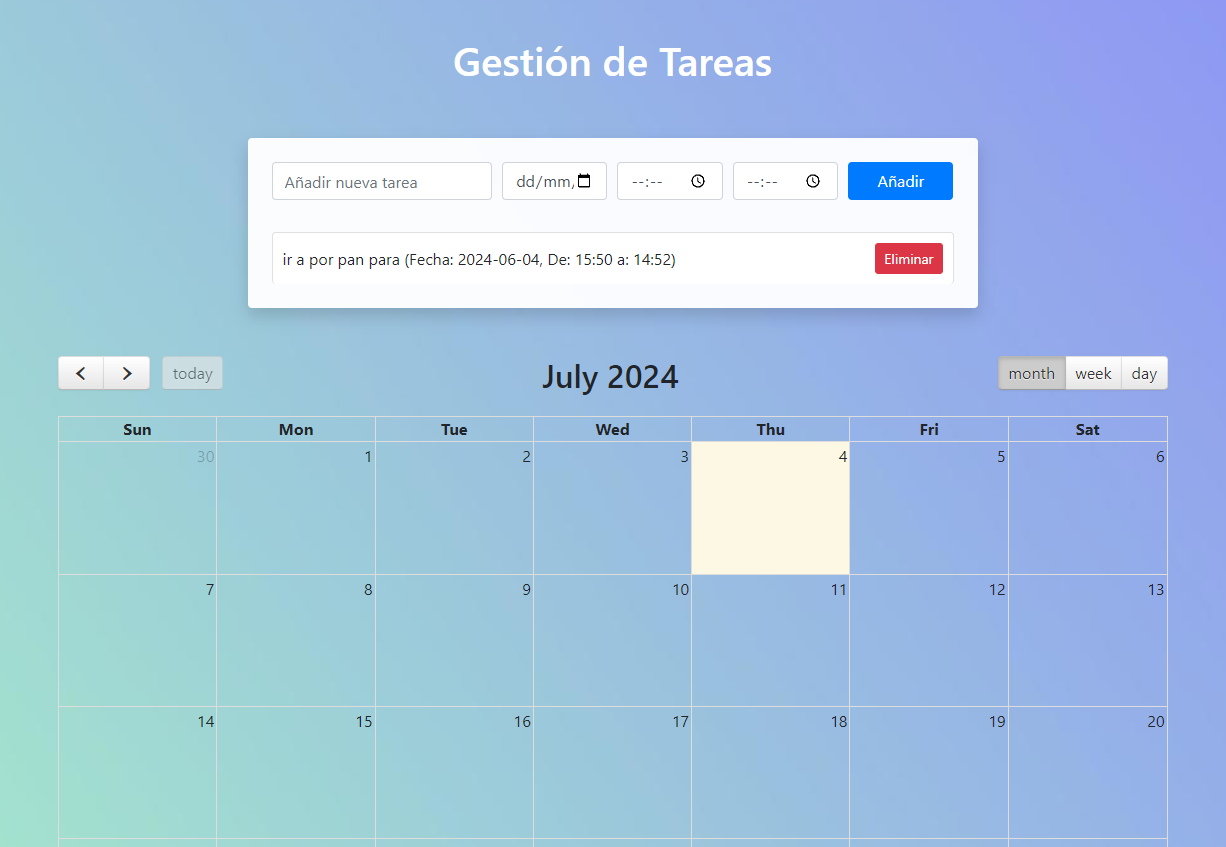 Gestión de Tareas
Añadir nueva tarea dd/mm, --:-- --:-- Añadir
ir a por pan para (Fecha: 2024-06-04, De: 15:50 a: 14:52) Eliminar
today July 2024 month week day
Sun Mon Tue Wed Thu Fri Sat
30 1 2 3 4 5 6
7 8 9 10 11 12 13
14 15 16 17 18 19 20